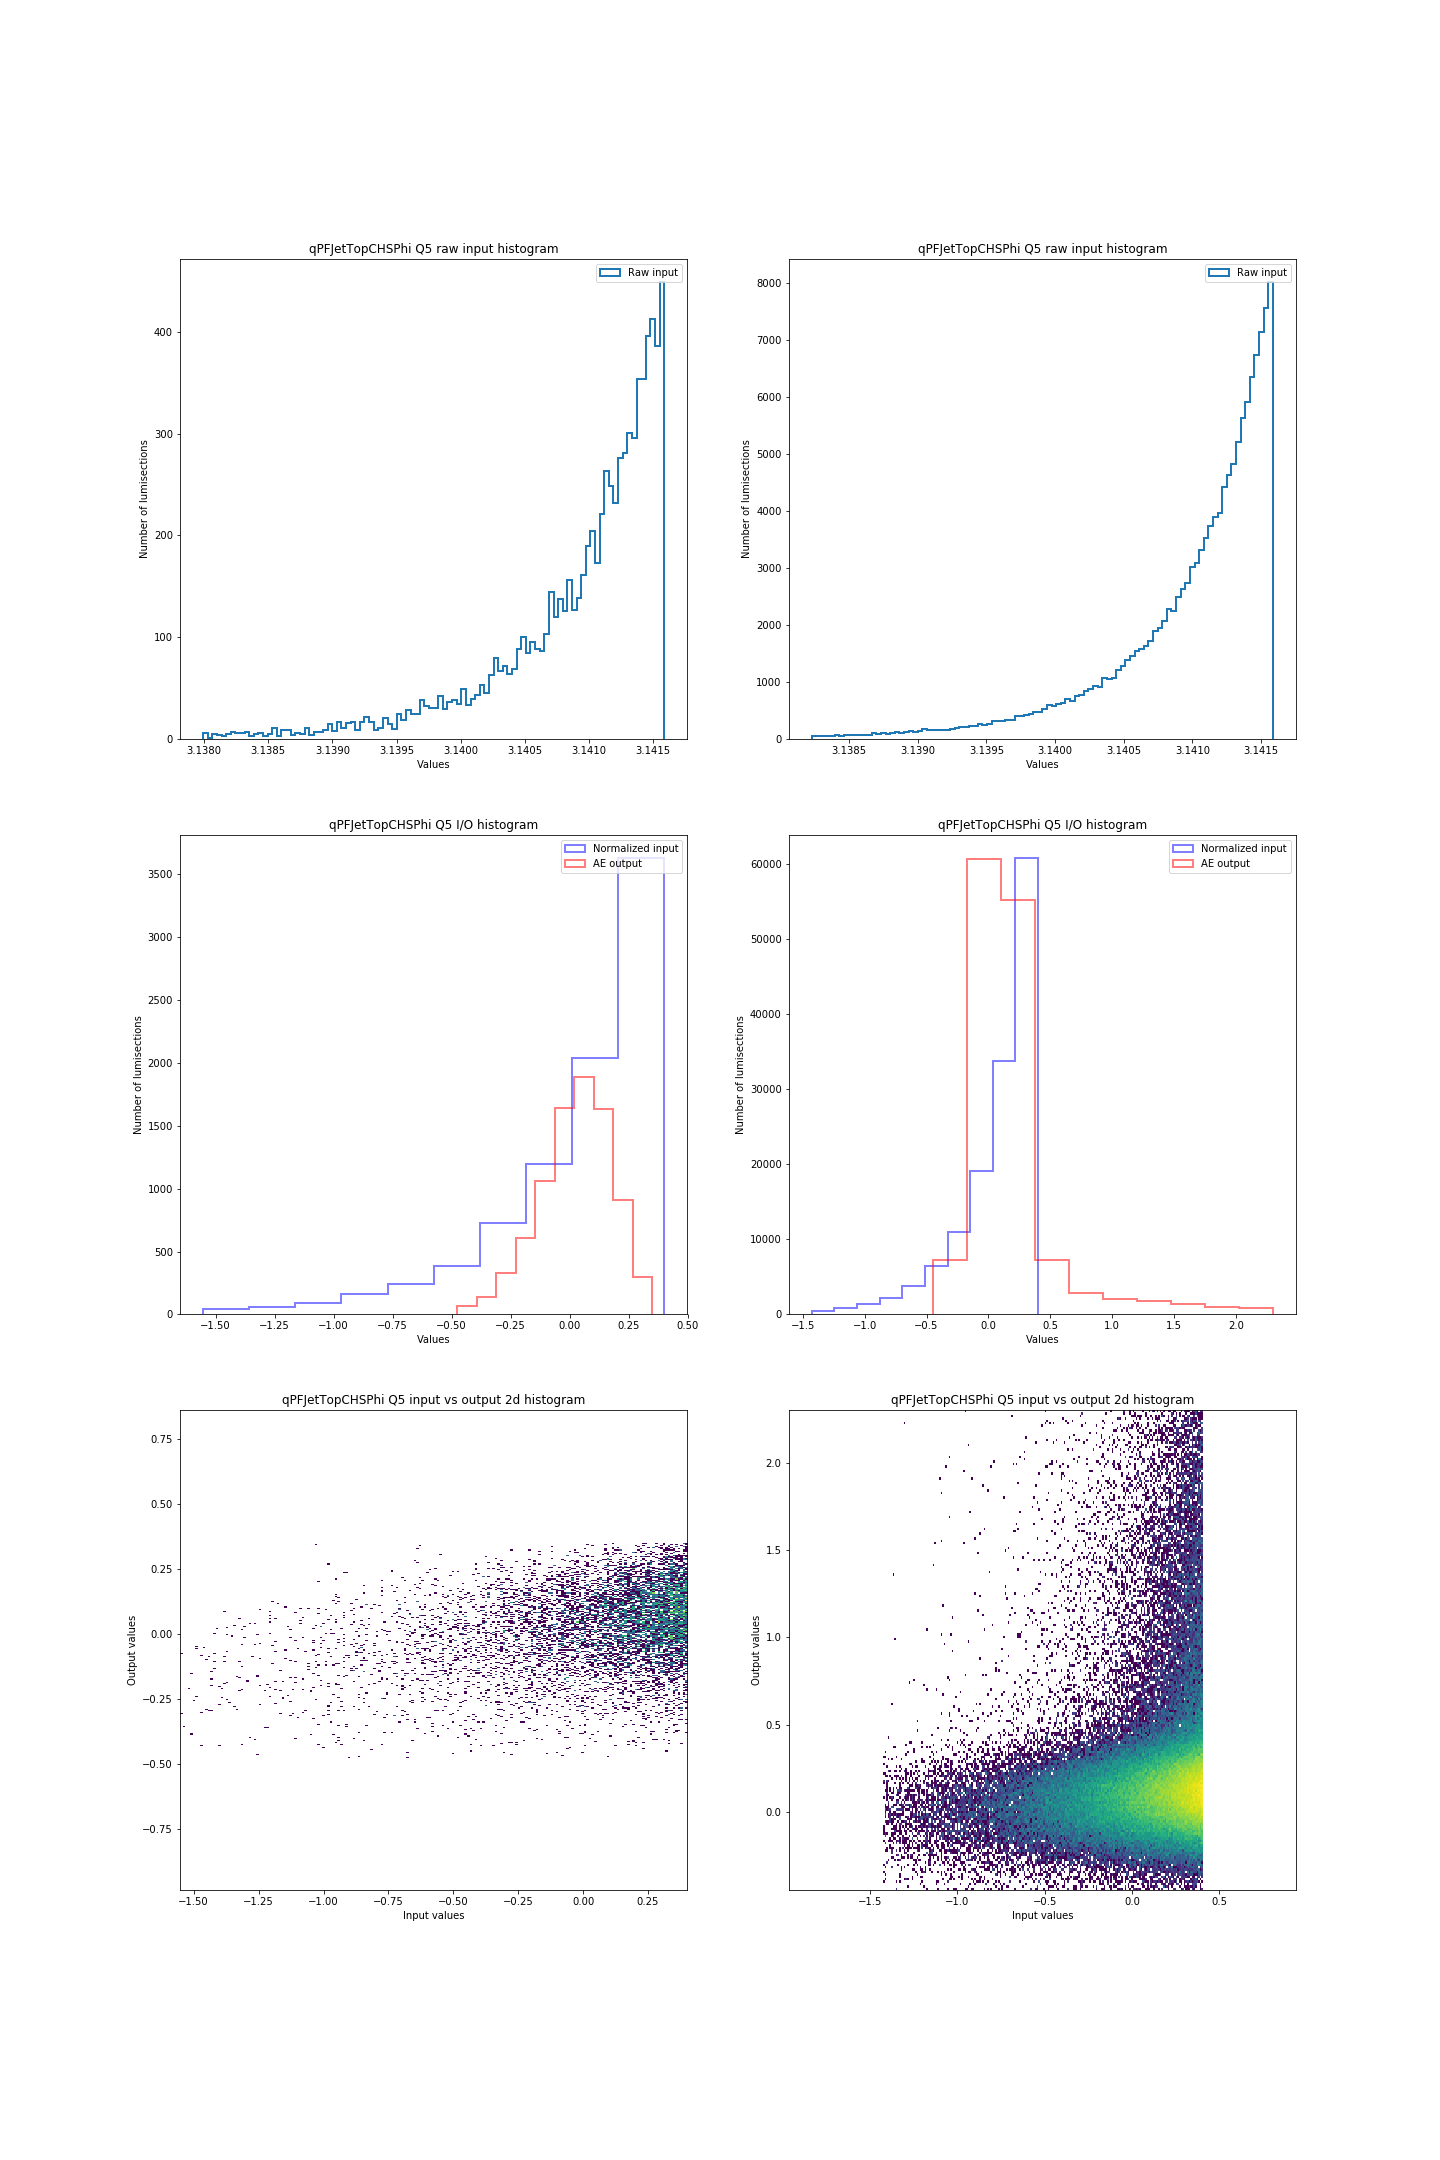 qPFJetTopCHSPhi Q5 raw input histogram
Raw input
Number of lumisections
400
300
200
100
0
3.1380 3.1385 3.1390 3.1395 3.1400 3.1405 3.1410 3.1415
Values
qPFJetTopCHSPhi Q5 raw input histogram
Raw input
Number of lumisections
8000
7000
6000
5000
4000
3000
2000
1000
0
3.1385 3.1390 3.1395 3.1400 3.1405 3.1410 3.1415
Values
qPFJetTopCHSPhi Q5 I/O histogram
Normalized input
AE output
Number of lumisections
3500
3000
2500
2000
1500
1000
500
0
−1.50 −1.25 −1.00 −0.75 −0.50 −0.25 0.00 0.25 0.50
Values
qPFJetTopCHSPhi Q5 I/O histogram
Normalized input
AE output
Number of lumisections
60000
50000
40000
30000
20000
10000
0
−1.5 −1.0 −0.5 0.0 0.5 1.0 1.5 2.0
Values
qPFJetTopCHSPhi Q5 input vs output 2d histogram
Output values
0.75
0.50
0.25
0.00
−0.25
−0.50
−0.75
−1.50 −1.25 −1.00 −0.75 −0.50 −0.25 0.00 0.25
Input values
qPFJetTopCHSPhi Q5 input vs output 2d histogram
Output values
2.0
1.5
1.0
0.5
0.0
−1.5 −1.0 −0.5 0.0 0.5
Input values